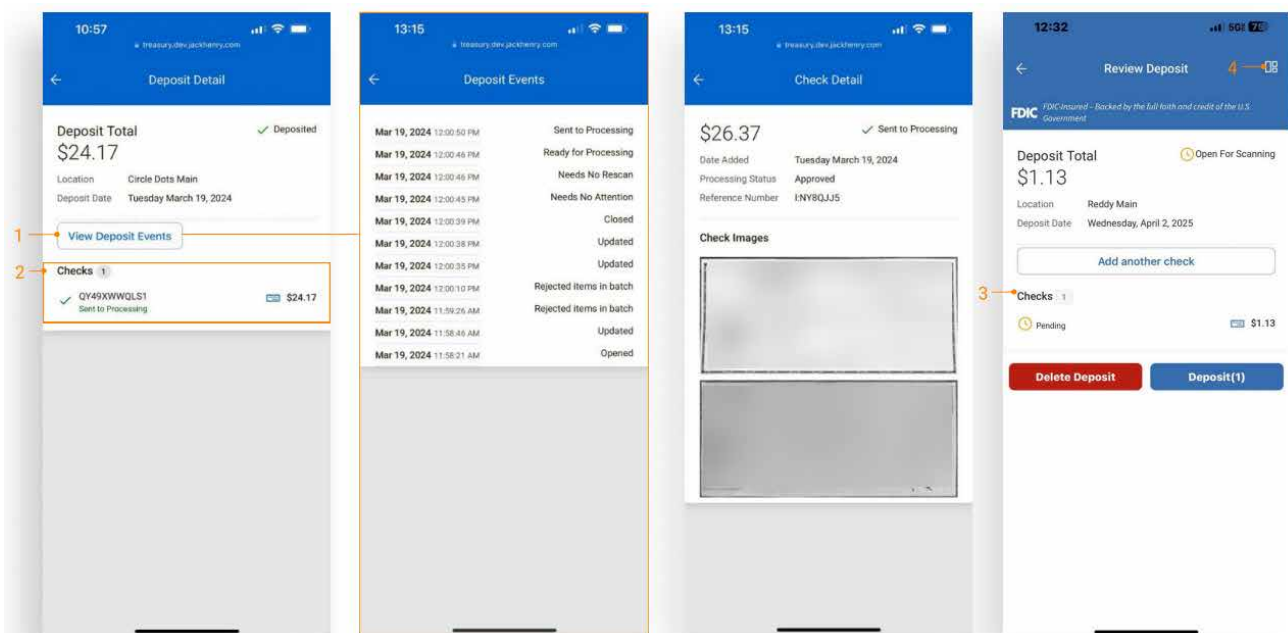 10:57
treasury.dev.jackhenry.com
Deposit Detail
Deposit Total
Deposited
$24.17
Location Circle Dots Main
Deposit Date Tuesday March 19, 2024
1
View Deposit Events
2
Checks 1
QY49XWWQLS1
$24.17
Sent to Processing
13:15
treasury.dev.jackhenry.com
Deposit Events
Mar 19, 2024 12:00:50 PM Sent to Processing
Mar 19, 2024 12:00:46 PM Ready for Processing
Mar 19, 2024 12:00:46 PM Needs No Rescan
Mar 19, 2024 12:00:45 PM Needs No Attention
Mar 19, 2024 12:00:39 PM Closed
Mar 19, 2024 12:00:38 PM Updated
Mar 19, 2024 12:00:35 PM Updated
Mar 19, 2024 12:00:10 PM Rejected items in batch
Mar 19, 2024 11:59:26 AM Rejected items in batch
Mar 19, 2024 11:58:46 AM Updated
Mar 19, 2024 11:58:21 AM Opened
13:15
treasury.dev.jackhenry.com
Check Detail
$26.37
Sent to Processing
Date Added Tuesday March 19, 2024
Processing Status Approved
Reference Number I:NY8QJJ5
Check Images
12:32
5G
Review Deposit
4
FDIC FDIC-Insured – Backed by the full faith and credit of the U.S. Government
Deposit Total
Open For Scanning
$1.13
Location Reddy Main
Deposit Date Wednesday, April 2, 2025
Add another check
3
Checks 1
Pending
$1.13
Delete Deposit
Deposit(1)